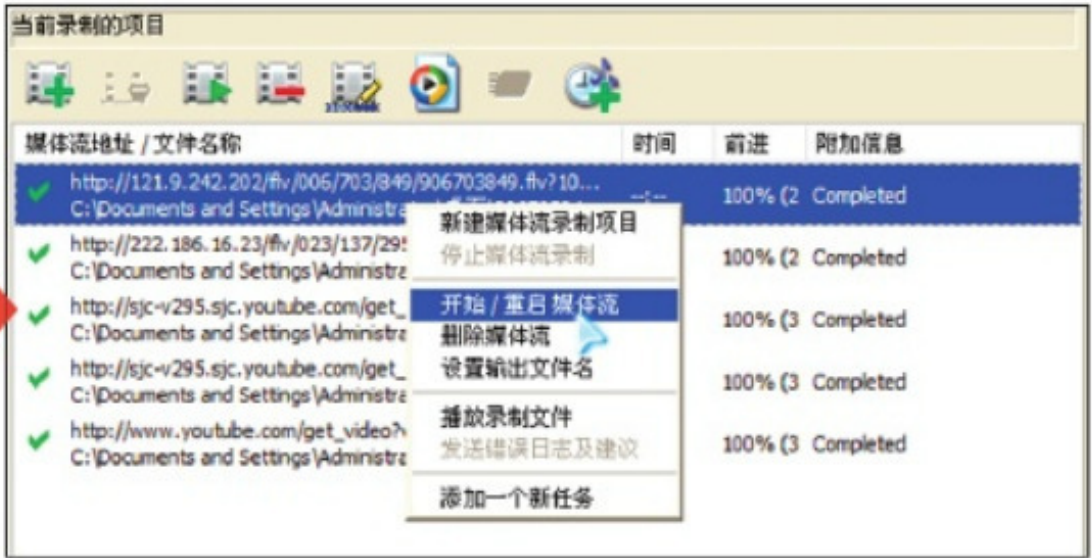 当前录制的项目
媒体流地址 / 文件名称 时间 前进 附加信息
http://121.9.242.202/flv/006/703/849/906703849.flv?10... --:-- 100% (2 Completed
C:\Documents and Settings\Administra
新建媒体流录制项目
http://222.186.16.23/flv/023/137/295 100% (2 Completed
C:\Documents and Settings\Administra
停止媒体流录制
http://sjc-v295.sjc.youtube.com/get_ 100% (3 Completed
C:\Documents and Settings\Administra
开始 / 重启 媒体流
删除媒体流
http://sjc-v295.sjc.youtube.com/get_ 100% (3 Completed
C:\Documents and Settings\Administra
设置输出文件名
播放录制文件
http://www.youtube.com/get_video?v 100% (3 Completed
C:\Documents and Settings\Administra
发送错误日志及建议
添加一个新任务